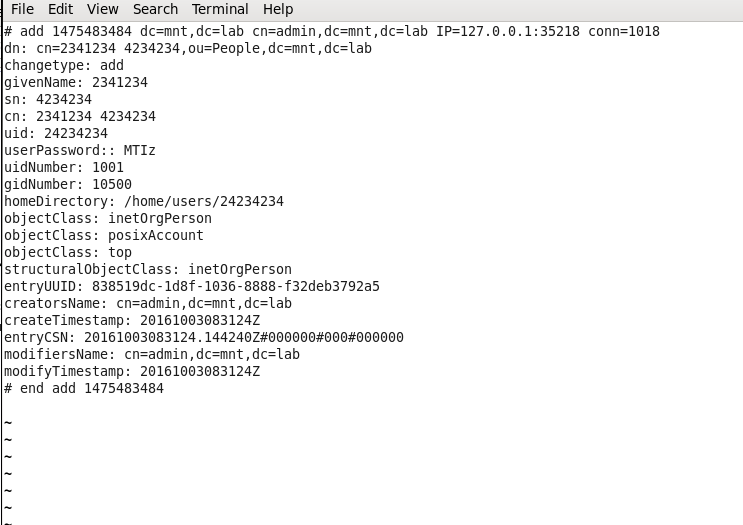 File Edit View Search Terminal Help
# add 1475483484 dc=mnt,dc=lab cn=admin,dc=mnt,dc=lab IP=127.0.0.1:35218 conn=1018
dn: cn=2341234 4234234,ou=People,dc=mnt,dc=lab
changetype: add
givenName: 2341234
sn: 4234234
cn: 2341234 4234234
uid: 24234234
userPassword:: MTIz
uidNumber: 1001
gidNumber: 10500
homeDirectory: /home/users/24234234
objectClass: inetOrgPerson
objectClass: posixAccount
objectClass: top
structuralObjectClass: inetOrgPerson
entryUUID: 838519dc-1d8f-1036-8888-f32deb3792a5
creatorsName: cn=admin,dc=mnt,dc=lab
createTimestamp: 20161003083124Z
entryCSN: 20161003083124.144240Z#000000#000#000000
modifiersName: cn=admin,dc=mnt,dc=lab
modifyTimestamp: 20161003083124Z
# end add 1475483484
~
~
~
~
~
~
~